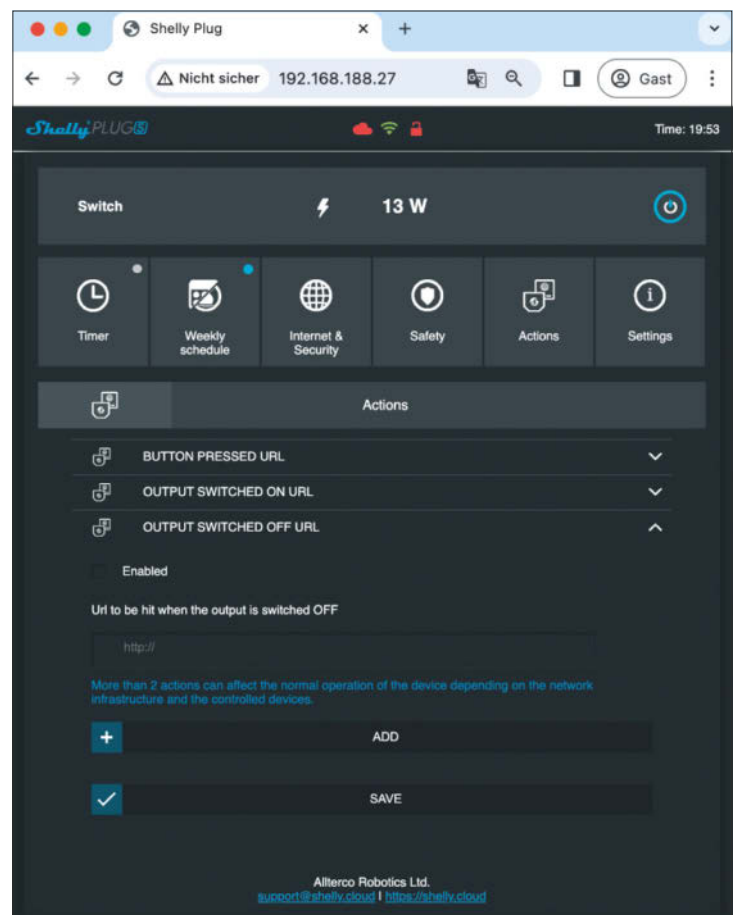 Shelly Plug
Nicht sicher 192.168.188.27 Gast
Shelly PLUG S Time: 19:53
Switch 13 W
Timer Weekly schedule Internet & Security Safety Actions Settings
Actions
BUTTON PRESSED URL
OUTPUT SWITCHED ON URL
OUTPUT SWITCHED OFF URL
Enabled
Url to be hit when the output is switched OFF
http://
More than 2 actions can affect the normal operation of the device depending on the network
infrastructure and the controlled devices.
ADD
SAVE
Allterco Robotics Ltd.
support@shelly.cloud | https://shelly.cloud